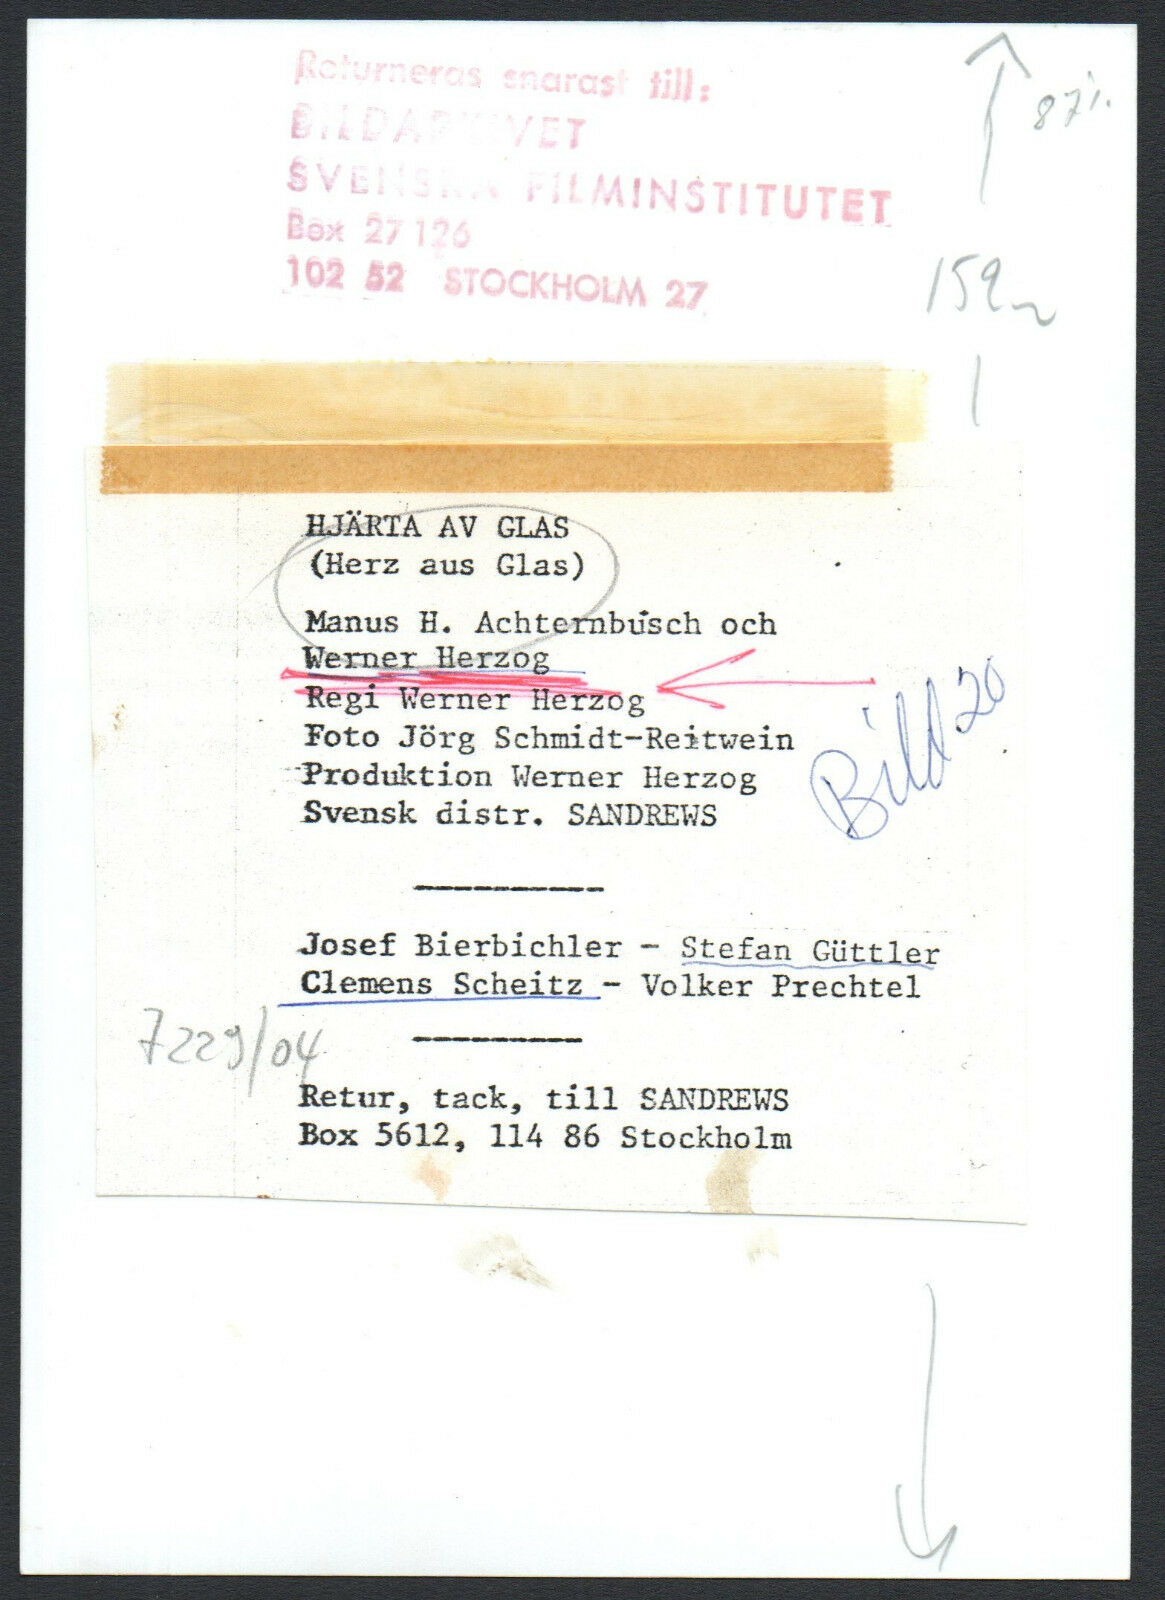 Returneras snarast till:
BILDARKIVET
SVENSKA FILMINSTITUTET
Box 27 126
102 52 STOCKHOLM 27
87%
159
HJÄRTA AV GLAS
(Herz aus Glas)
Manus H. Achternbusch och
Werner Herzog
Regi Werner Herzog
Foto Jörg Schmidt-Reitwein
Produktion Werner Herzog
Svensk distr. SANDREWS
Bild 20
Josef Bierbichler - Stefan Güttler
Clemens Scheitz - Volker Prechtel
7229/04
Retur, tack, till SANDREWS
Box 5612, 114 86 Stockholm